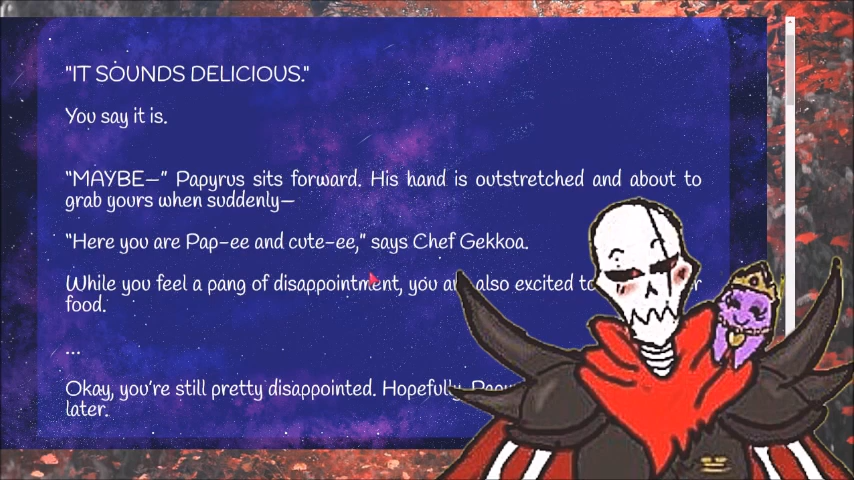 "IT SOUNDS DELICIOUS."
You say it is.
“MAYBE—” Papyrus sits forward. His hand is outstretched and about to
grab yours when suddenly—
“Here you are Pap-ee and cute-ee,” says Chef Gekkoa.
While you feel a pang of disappointment, you are also excited to
food.
...
Okay, you’re still pretty disappointed. Hopefully,
later.